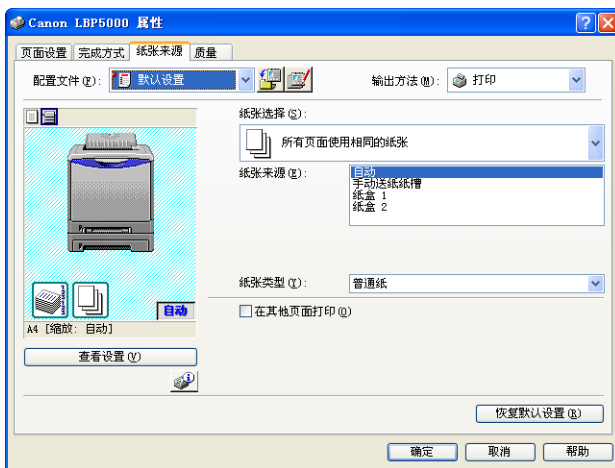 Canon LBP5000 属性
页面设置 完成方式 纸张来源 质量
配置文件(F): 默认设置 输出方法(M): 打印
纸张选择(S):
所有页面使用相同的纸张
纸张来源(E):
自动
手动送纸纸槽
纸盒 1
纸盒 2
纸张类型(Y): 普通纸
在其他页面打印(O)
自动
A4 [缩放: 自动]
查看设置(V)
恢复默认设置(R)
确定 取消 帮助